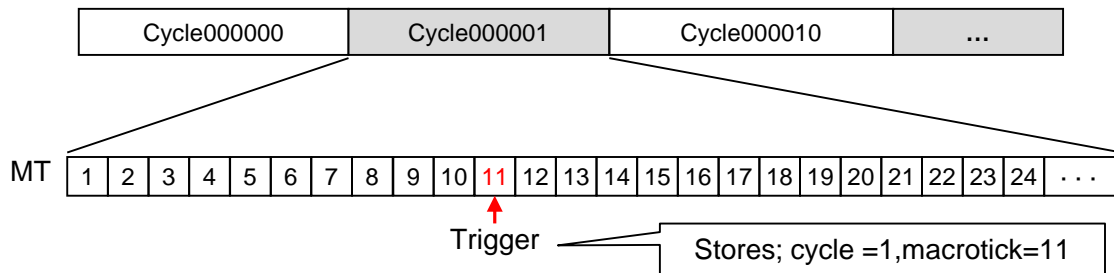 Cycle000000 Cycle000001 Cycle000010 ...
MT 1 2 3 4 5 6 7 8 9 10 11 12 13 14 15 16 17 18 19 20 21 22 23 24 ...
Trigger
Stores; cycle =1,macrotick=11